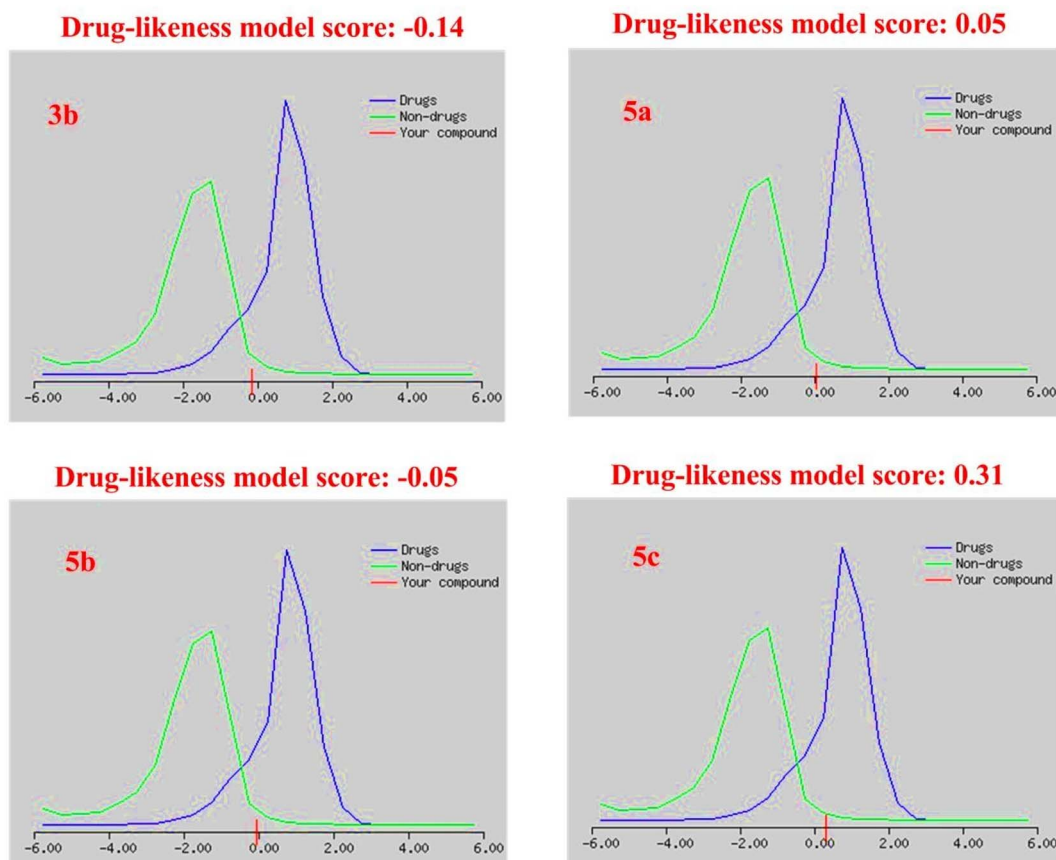 Drug-likeness model score: -0.14
3b
Drugs
Non-drugs
Your compound
-6.00 -4.00 -2.00 0.00 2.00 4.00 6.00
Drug-likeness model score: 0.05
5a
Drugs
Non-drugs
Your compound
-6.00 -4.00 -2.00 0.00 2.00 4.00 6.00
Drug-likeness model score: -0.05
5b
Drugs
Non-drugs
Your compound
-6.00 -4.00 -2.00 0.00 2.00 4.00 6.00
Drug-likeness model score: 0.31
5c
Drugs
Non-drugs
Your compound
-6.00 -4.00 -2.00 0.00 2.00 4.00 6.00